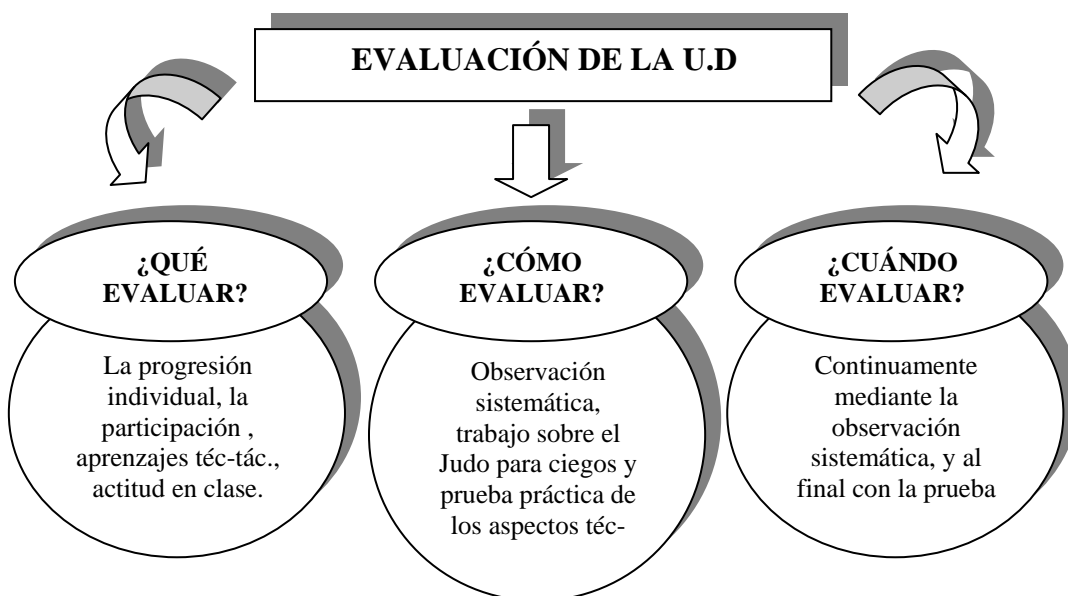 EVALUACIÓN DE LA U.D
¿QUÉ
EVALUAR?
La progresión
individual, la
participación ,
aprenzajes téc-tác.,
actitud en clase.
¿CÓMO
EVALUAR?
Observación
sistemática,
trabajo sobre el
Judo para ciegos y
prueba práctica de
los aspectos téc-
¿CUÁNDO
EVALUAR?
Continuamente
mediante la
observación
sistemática, y al
final con la prueba